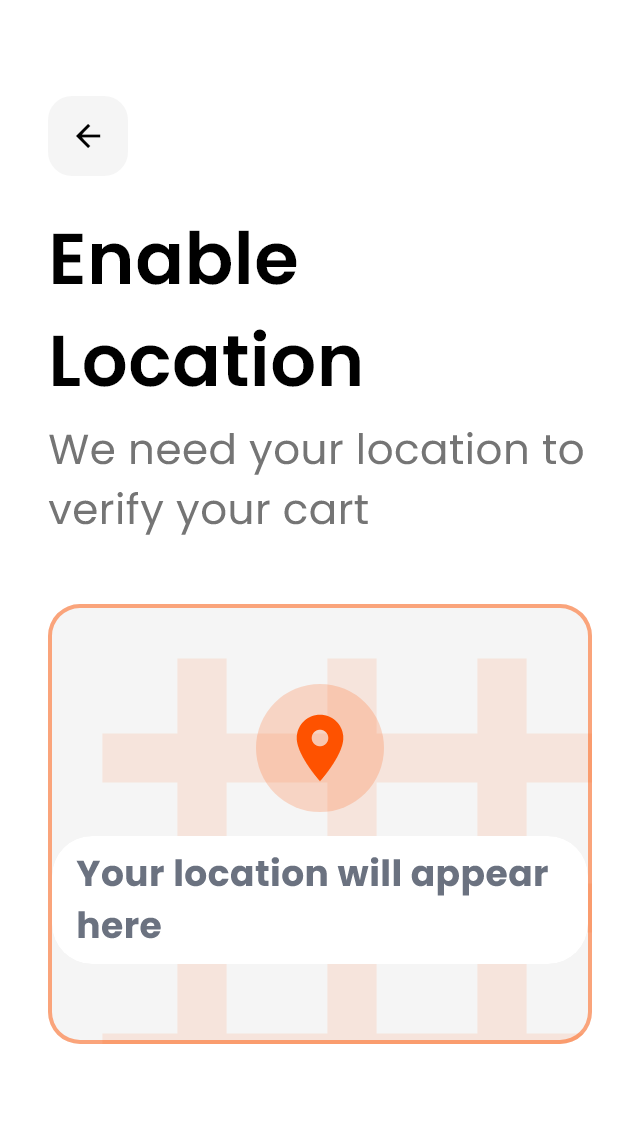 Enable
Location
We need your location to
verify your cart
Your location will appear
here